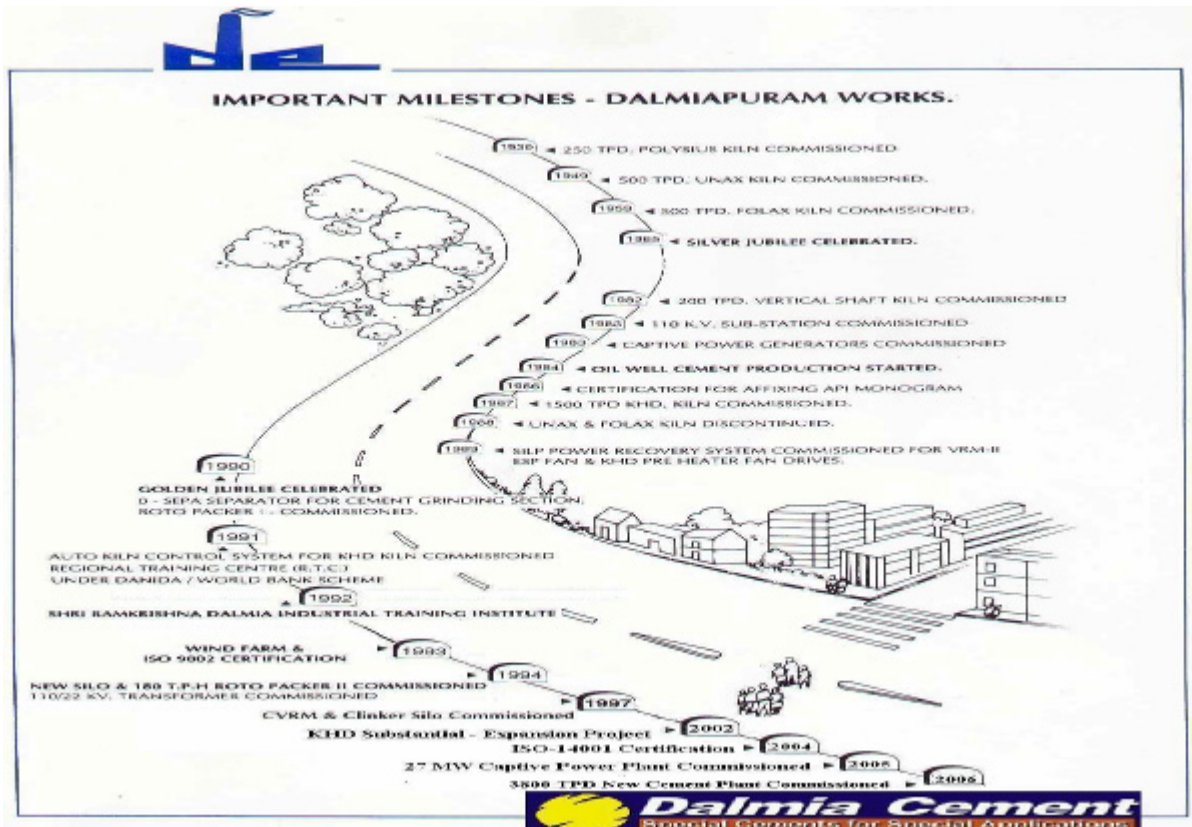 IMPORTANT MILESTONES - DALMIAPURAM WORKS.
250 TPD, POLYSIUS KILN COMMISSIONED
1949 500 TPD, UNAX KILN COMMISSIONED.
1959 TPD, FOLAX KILN COMMISSIONED.
SILVER JUBILEE CELEBRATED.
1982 200 TPD, VERTICAL SHAFT KILN COMMISSIONED
1983 110 K.V. SUB-STATION COMMISSIONED
1983 CAPTIVE POWER GENERATORS COMMISSIONED
1984 OIL WELL CEMENT PRODUCTION STARTED.
1986 CERTIFICATION FOR AFFIXING API MONOGRAM
1987 1500 TPD KHD, KILN COMMISSIONED.
1988 UNAX & FOLAX KILN DISCONTINUED.
1989 POWER RECOVERY SYSTEM COMMISSIONED FOR VRM-II
ESP FAN & KHD PRE HEATER FAN DRIVES.
1990
GOLDEN JUBILEE CELEBRATED
0 - SEPA SEPARATOR FOR CEMENT GRINDING SECTION,
ROTO PACKER I - COMMISSIONED.
1991
AUTO KILN CONTROL SYSTEM FOR KHD KILN COMMISSIONED
REGIONAL TRAINING CENTRE (R.T.C.)
UNDER DANIDA / WORLD BANK SCHEME
1992
SHRI RAMKRISHNA DALMIA INDUSTRIAL TRAINING INSTITUTE
WIND FARM & 1993
ISO 9002 CERTIFICATION
1994
NEW SILO & 180 T.P.H ROTO PACKER II COMMISSIONED
110/22 KV. TRANSFORMER COMMISSIONED
1997
CVRM & Clinker Silo Commissioned
KHD Substantial - Expansion Project 2002
ISO-14001 Certification 2004
27 MW Captive Power Plant Commissioned 2005
3800 TPD New Cement Plant Commissioned 2006
Dalmia Cement
Special Cements for Special Applications